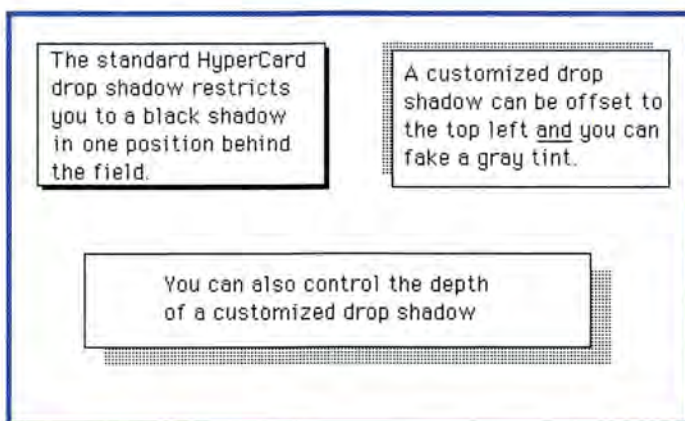 The standard HyperCard
drop shadow restricts
you to a black shadow
in one position behind
the field.
A customized drop
shadow can be offset to
the top left and you can
fake a gray tint.
You can also control the depth
of a customized drop shadow